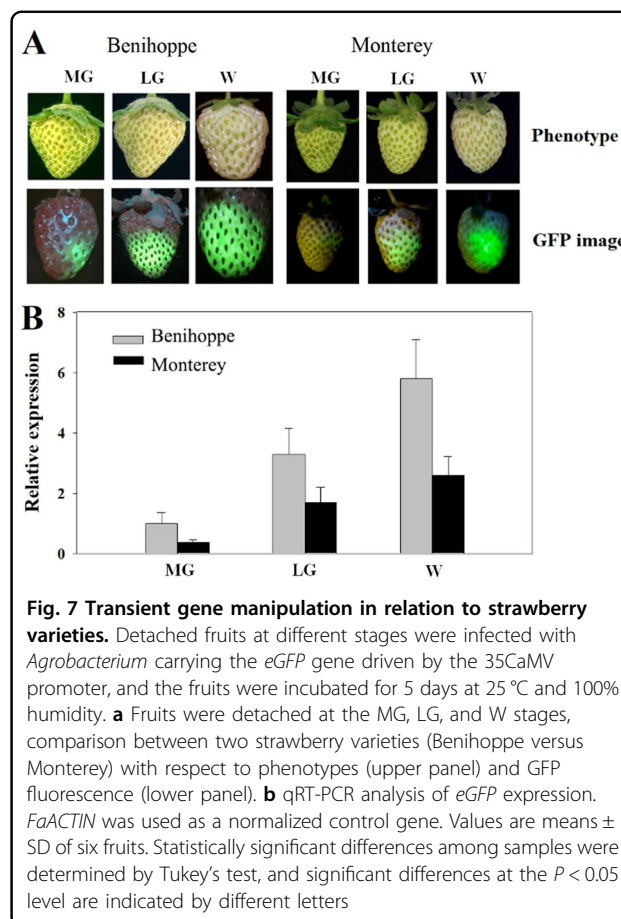 A
Benihoppe Monterey
MG LG W MG LG W
Phenotype
GFP image
B
8
Benihoppe
Monterey
6
4
2
0
Relative expression
MG LG W
Fig. 7 Transient gene manipulation in relation to strawberry
varieties. Detached fruits at different stages were infected with
Agrobacterium carrying the eGFP gene driven by the 35CaMV
promoter, and the fruits were incubated for 5 days at 25 °C and 100%
humidity. a Fruits were detached at the MG, LG, and W stages,
comparison between two strawberry varieties (Benihoppe versus
Monterey) with respect to phenotypes (upper panel) and GFP
fluorescence (lower panel). b qRT-PCR analysis of eGFP expression.
FaACTIN was used as a normalized control gene. Values are means ±
SD of six fruits. Statistically significant differences among samples were
determined by Tukey's test, and significant differences at the P < 0.05
level are indicated by different letters